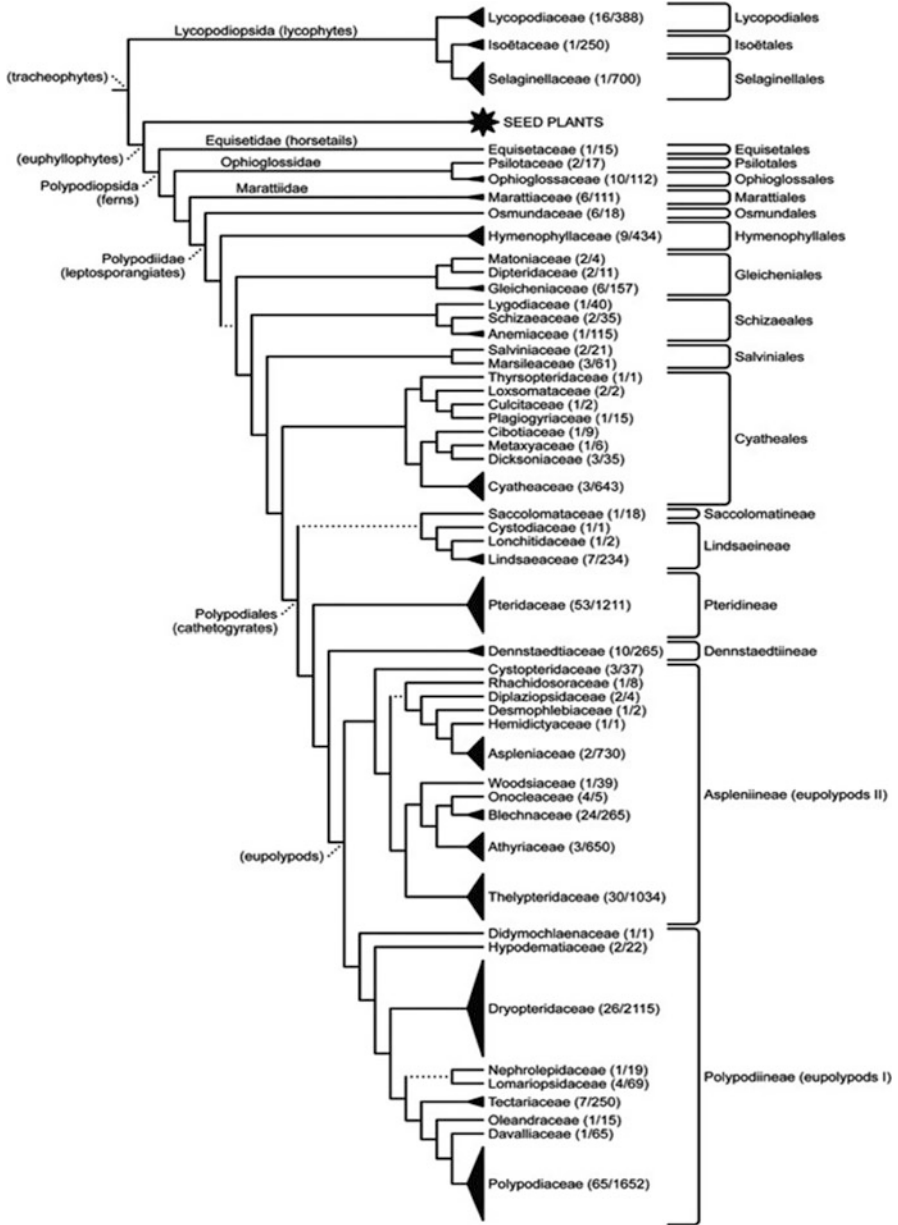 Lycopodiopsida (lycophytes)
Lycopodiaceae (16/388)
Lycopodiales
Isoëtaceae (1/250)
Isoëtales
(tracheophytes)
Selaginellaceae (1/700)
Selaginellales
SEED PLANTS
(euphyllophytes)
Equisetidae (horsetails)
Equisetaceae (1/15)
Equisetales
Ophioglossidae
Psilotaceae (2/17)
Psilotales
Polypodiopsida
(ferns)
Ophioglossaceae (10/112)
Ophioglossales
Marattiidae
Marattiaceae (6/111)
Marattiales
Osmundaceae (6/18)
Osmundales
Polypodiidae
(leptosporangiates)
Hymenophyllaceae (9/434)
Hymenophyllales
Matoniaceae (2/4)
Dipteridaceae (2/11)
Gleicheniaceae (6/157)
Gleicheniales
Lygodiaceae (1/40)
Schizaeaceae (2/35)
Anemiaceae (1/115)
Schizaeales
Salviniaceae (2/21)
Marsileaceae (3/61)
Salviniales
Thyrsopteridaceae (1/1)
Loxsomataceae (2/2)
Culcitaceae (1/2)
Plagiogyriaceae (1/15)
Cibotiaceae (1/9)
Metaxyaceae (1/6)
Dicksoniaceae (3/35)
Cyatheaceae (3/643)
Cyatheales
Saccolomataceae (1/18)
Saccolomatineae
Cystodiaceae (1/1)
Lonchitidaceae (1/2)
Lindsaeaceae (7/234)
Lindsaeineae
Polypodiales
(cathetogyrates)
Pteridaceae (53/1211)
Pteridineae
Dennstaedtiaceae (10/265)
Dennstaedtiineae
Cystopteridaceae (3/37)
Rhachidosoraceae (1/8)
Diplaziopsidaceae (2/4)
Desmophlebiaceae (1/2)
Hemidictyaceae (1/1)
Aspleniaceae (2/730)
Woodsiaceae (1/39)
Onocleaceae (4/5)
Blechnaceae (24/265)
Athyriaceae (3/650)
Thelypteridaceae (30/1034)
Aspleniineae (eupolypods II)
(eupolypods)
Didymochlaenaceae (1/1)
Hypodematiaceae (2/22)
Dryopteridaceae (26/2115)
Nephrolepidaceae (1/19)
Lomariopsidaceae (4/69)
Tectariaceae (7/250)
Oleandraceae (1/15)
Davalliaceae (1/65)
Polypodiaceae (65/1652)
Polypodiineae (eupolypods I)